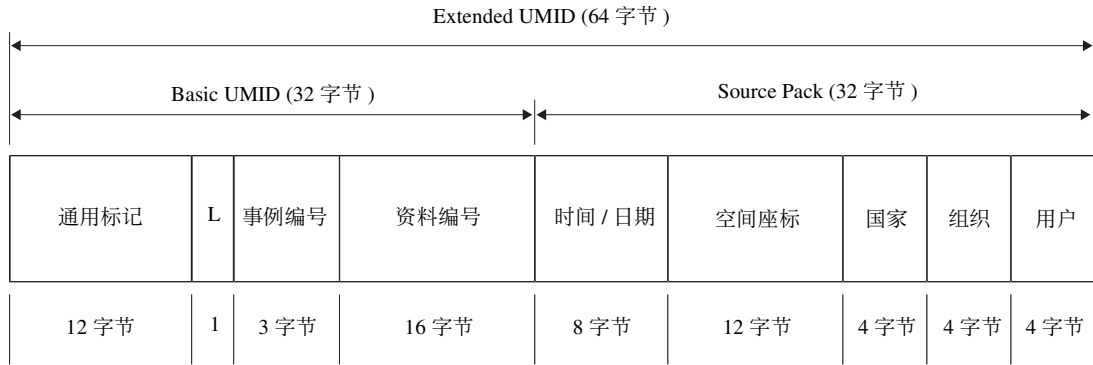 Extended UMID (64 字节 )
Basic UMID (32 字节 ) Source Pack (32 字节 )
通用标记 L 事例编号 资料编号 时间 / 日期 空间座标 国家 组织 用户
12 字节 1 3 字节 16 字节 8 字节 12 字节 4 字节 4 字节 4 字节